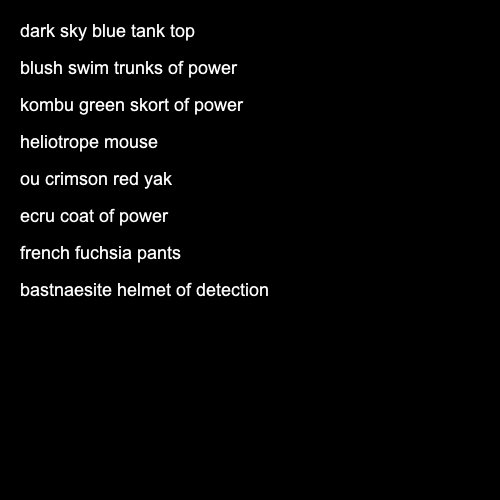 dark sky blue tank top
blush swim trunks of power
kombu green skort of power
heliotrope mouse
ou crimson red yak
ecru coat of power
french fuchsia pants
bastnaesite helmet of detection